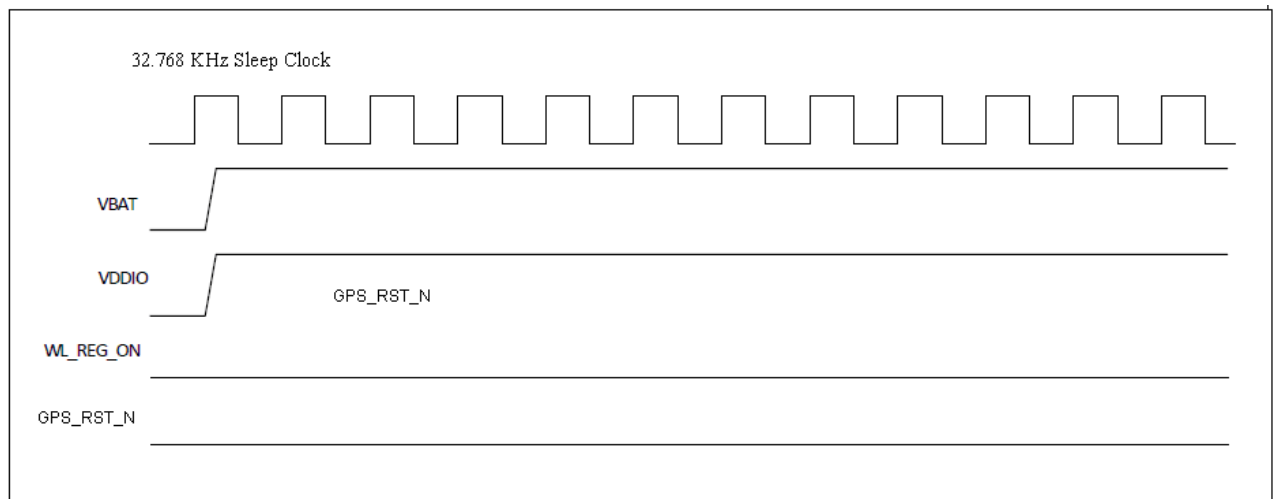 32.768 KHz Sleep Clock
VBAT
VDDIO
GPS_RST_N
WL_REG_ON
GPS_RST_N